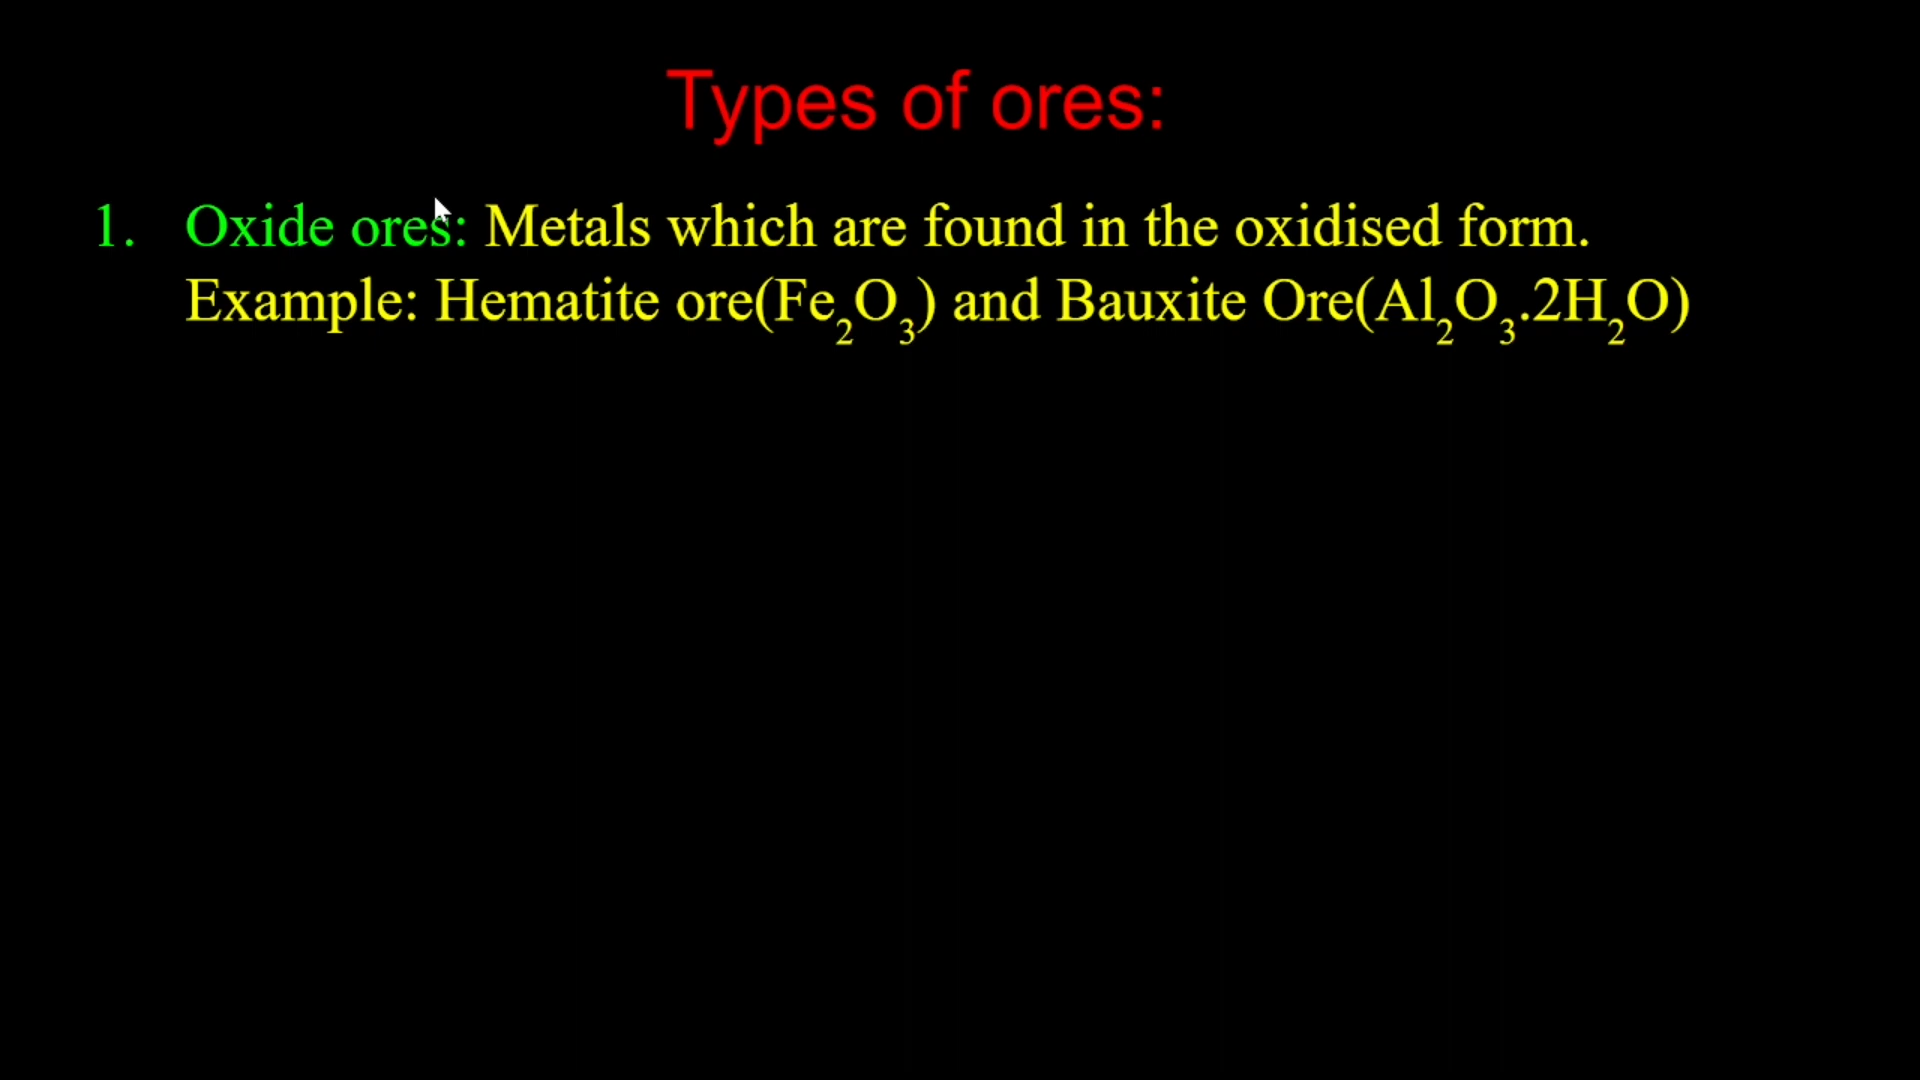 Types of ores:
1. Oxide ores: Metals which are found in the oxidised form.
Example: Hematite ore(Fe₂O₃) and Bauxite Ore(Al₂O₃.2H₂O)